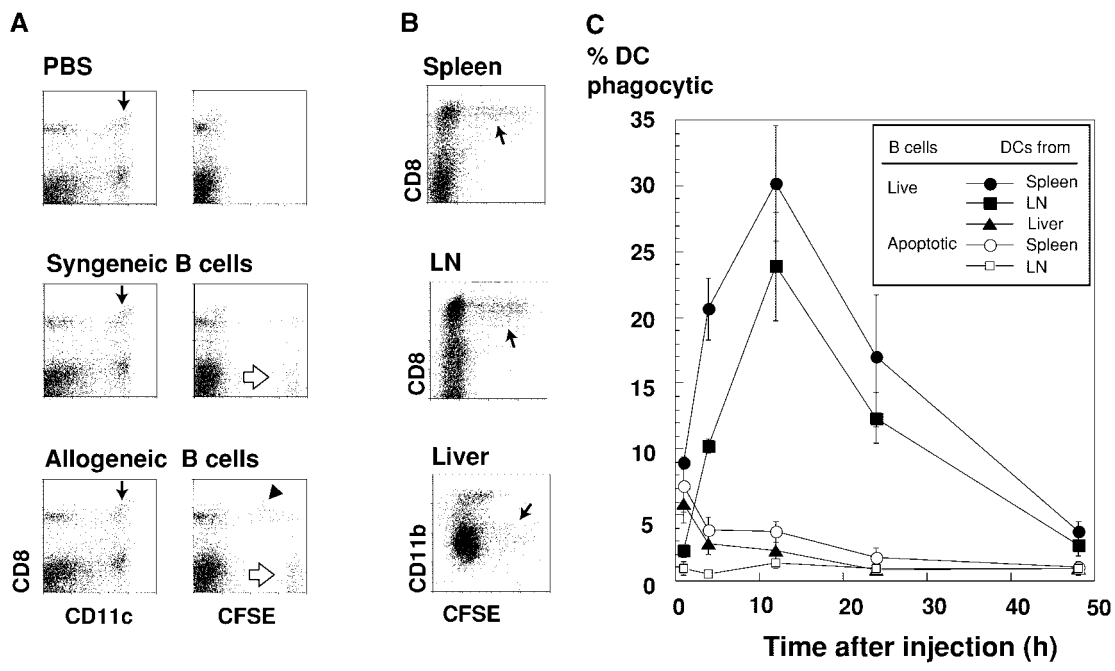 A
PBS
Syngeneic B cells
Allogeneic B cells
CD8
CD11c
CFSE
B
Spleen
CD8
LN
CD8
Liver
CD11b
CFSE
C
% DC
phagocytic
35
30
25
20
15
10
5
0
0
10
20
30
40
50
Time after injection (h)
B cells DCs from
Live Spleen
LN
Liver
Apoptotic Spleen
LN